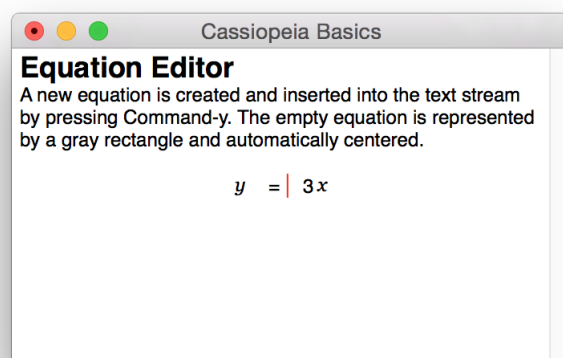 Cassiopeia Basics
Equation Editor
A new equation is created and inserted into the text stream
by pressing Command-y. The empty equation is represented
by a gray rectangle and automatically centered.
y = 3x